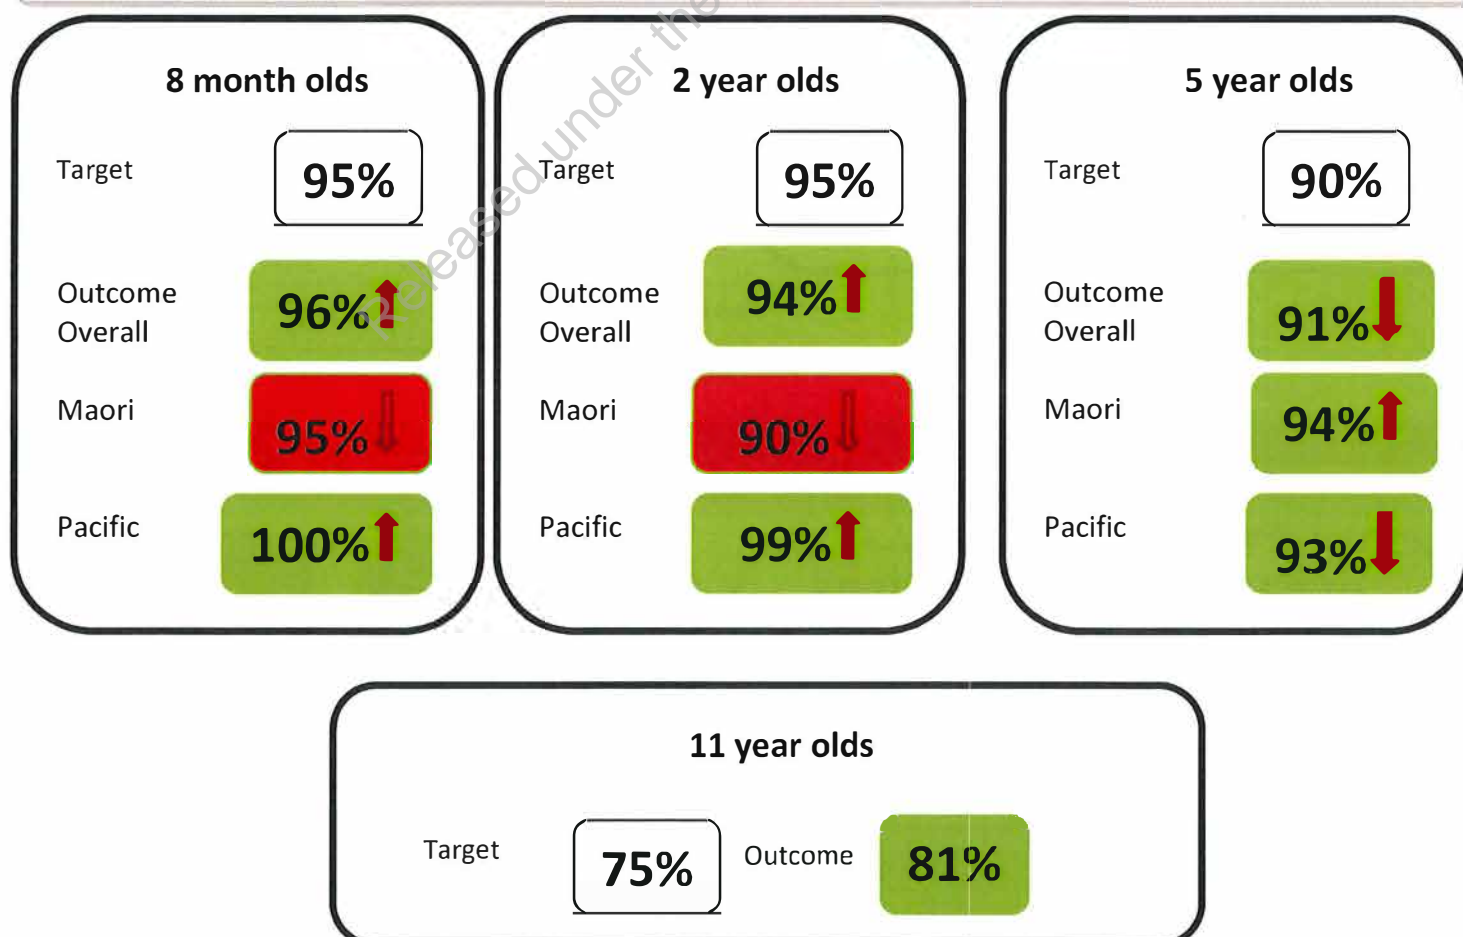 Released under the
8 month olds
Target
95%
Outcome
Overall
96%
Maori
95%
Pacific
100%
2 year olds
Target
95%
Outcome
Overall
94%
Maori
90%
Pacific
99%
5 year olds
Target
90%
Outcome
Overall
91%
Maori
94%
Pacific
93%
11 year olds
Target
75%
Outcome
81%